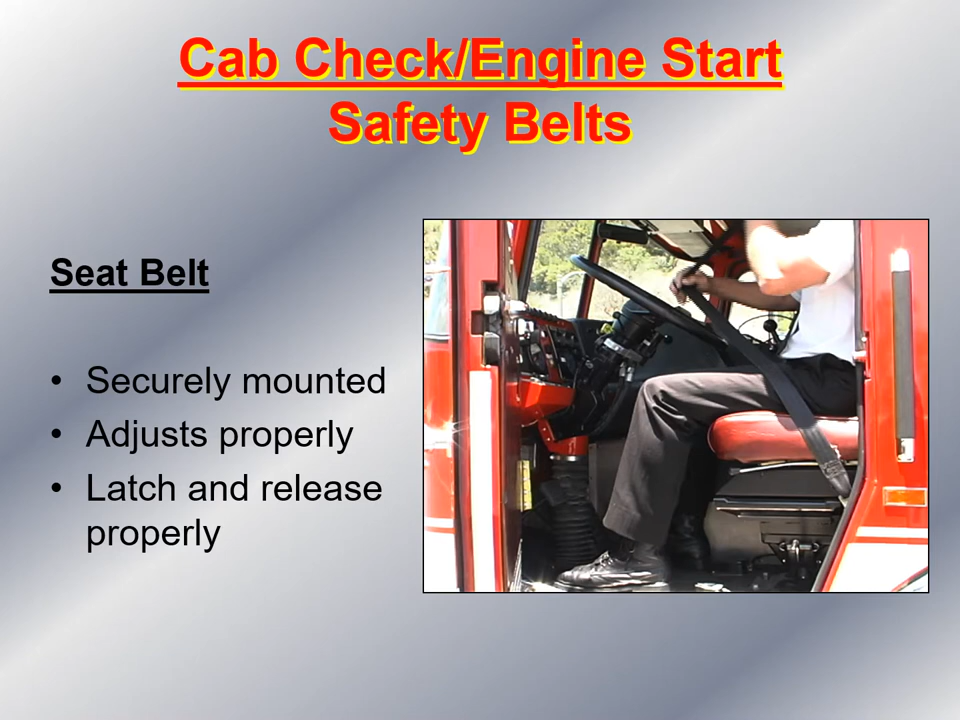 Cab Check/Engine Start
Safety Belts
Seat Belt
• Securely mounted
• Adjusts properly
• Latch and release
properly